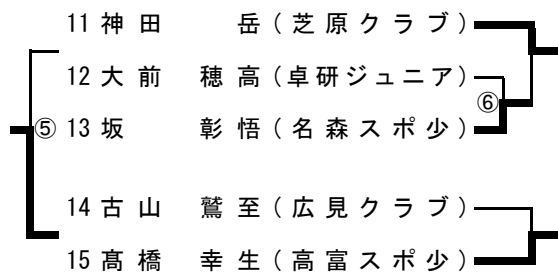 11 神田 岳(芝原クラブ)
12 大前 穂高(卓研ジュニア)
⑥
⑤ 13 坂 彰悟(名森スポ少)
14 古山 鷲至(広見クラブ)
15 髙橋 幸生(高富スポ少)